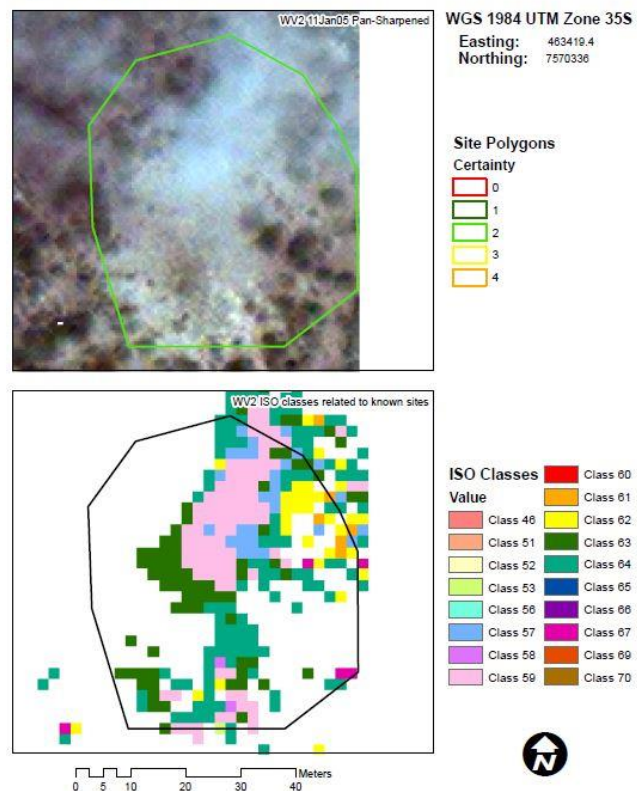 WV2 11Jan05 Pan-Sharpened
WGS 1984 UTM Zone 35S
Easting: 463419.4
Northing: 7570336
Site Polygons
Certainty
0
1
2
3
4
WV2 ISO classes related to known sites
ISO Classes
Value
Class 46
Class 51
Class 52
Class 53
Class 56
Class 57
Class 58
Class 59
Class 60
Class 61
Class 62
Class 63
Class 64
Class 65
Class 66
Class 67
Class 69
Class 70
N
Meters
0 5 10 20 30 40